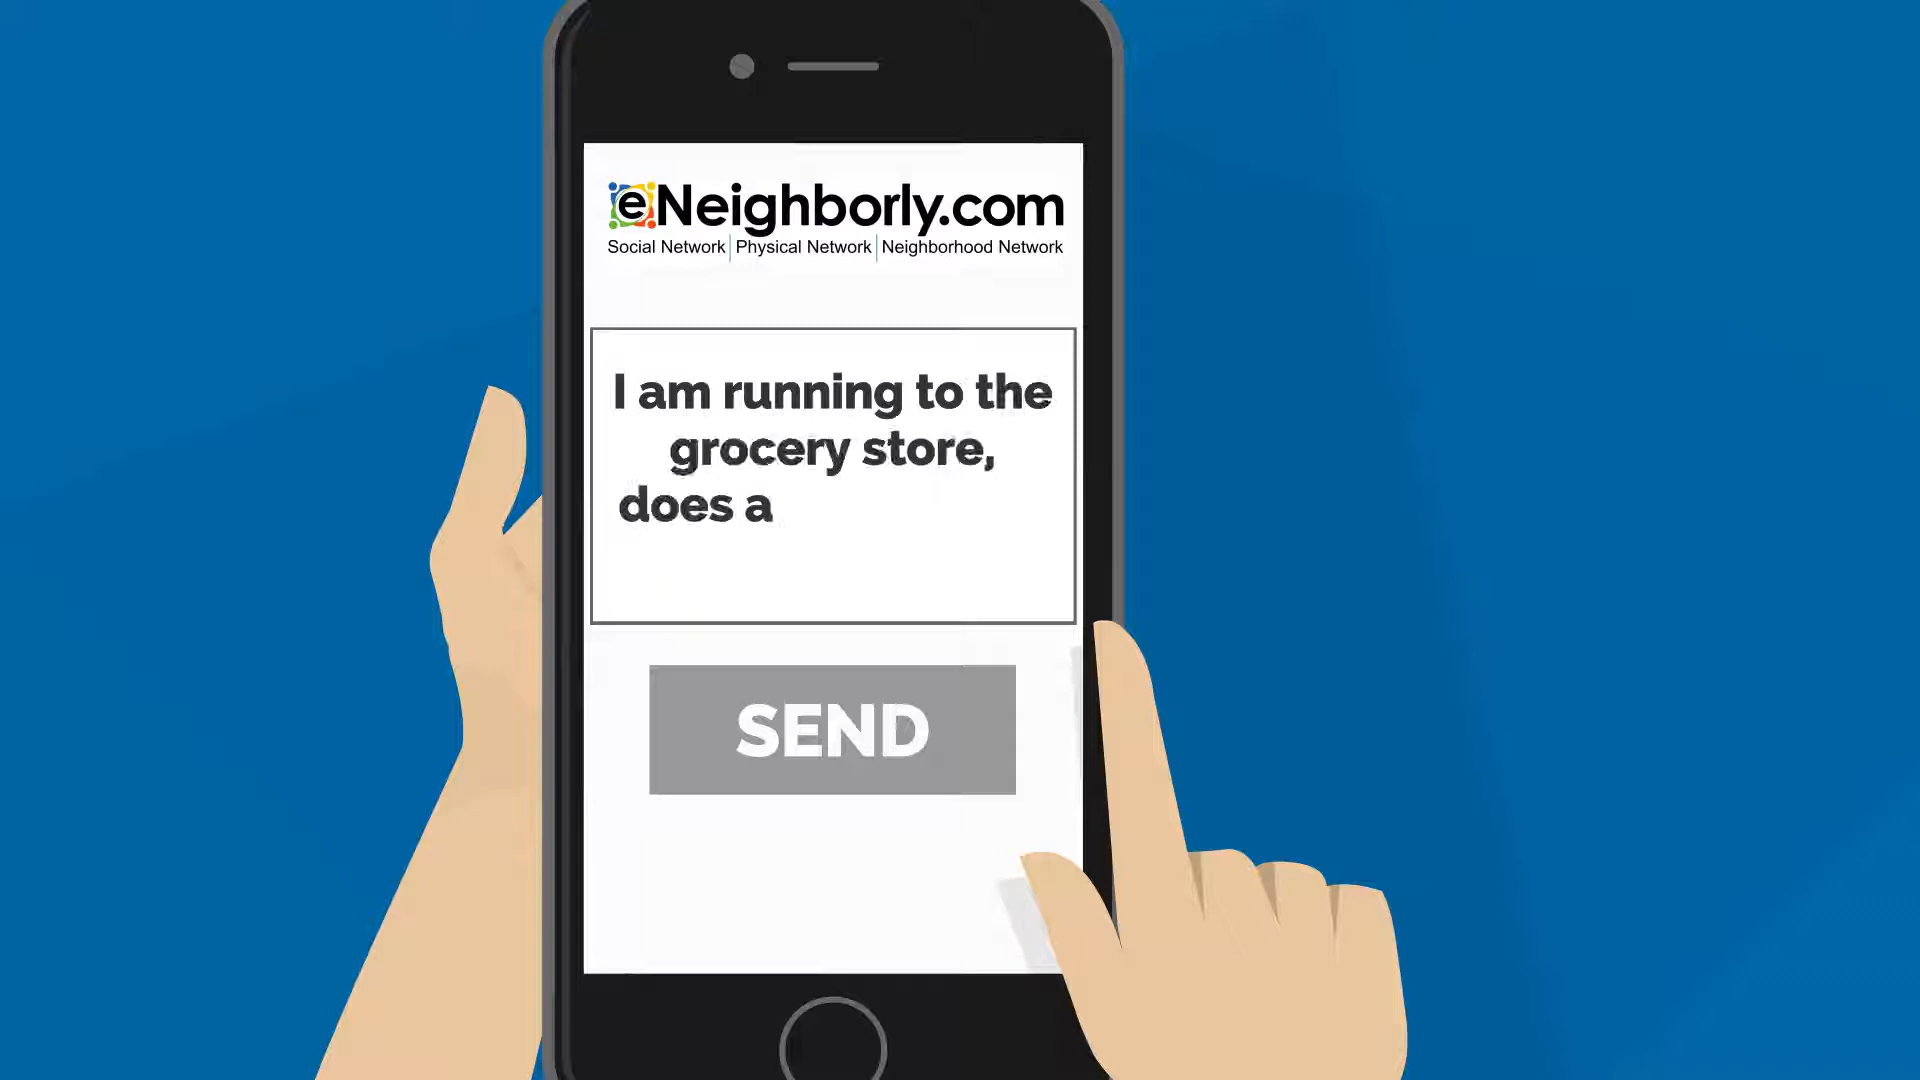 eNeighborly.com
Social Network | Physical Network | Neighborhood Network
I am running to the
grocery store,
does a
SEND